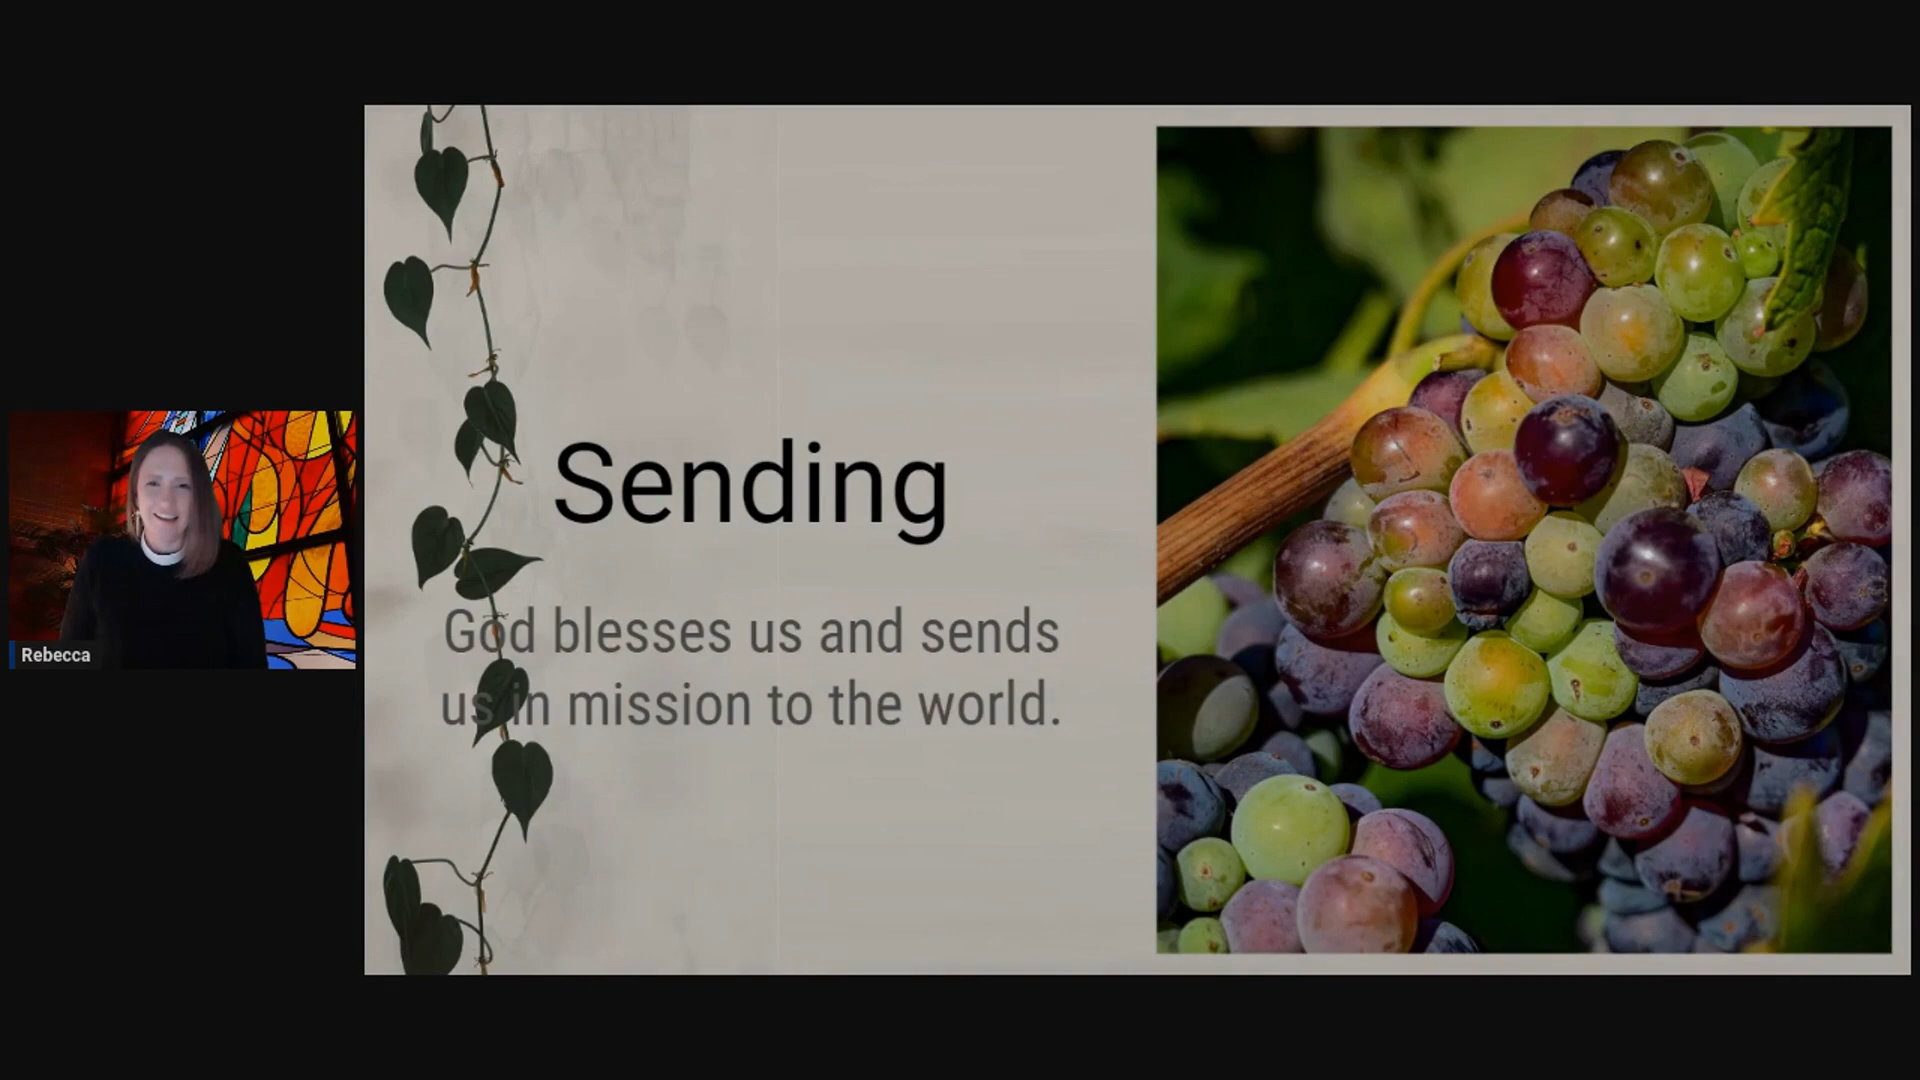 Sending
God blesses us and sends
us in mission to the world.
Rebecca